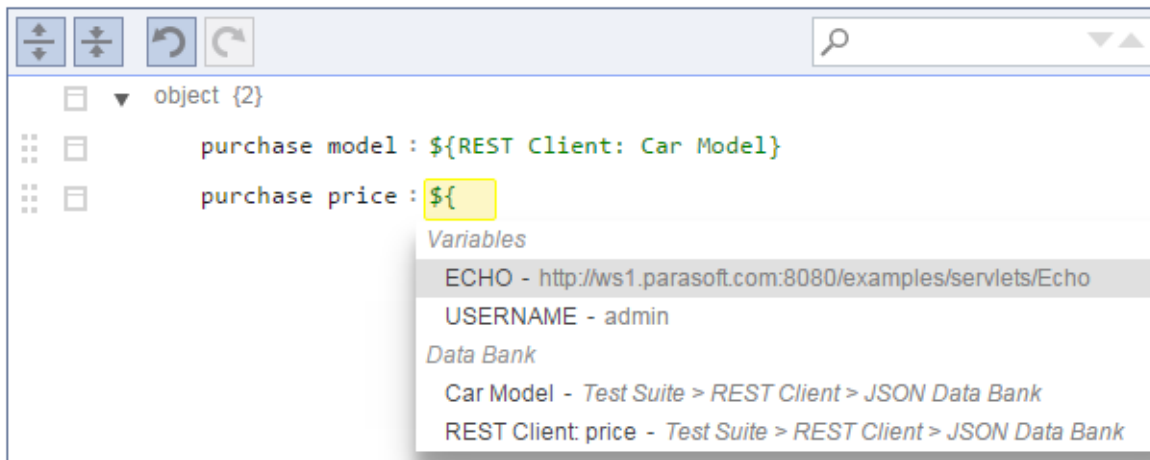 object {2}
purchase model : ${REST Client: Car Model}
purchase price : ${
Variables
ECHO - http://ws1.parasoft.com:8080/examples/servlets/Echo
USERNAME - admin
Data Bank
Car Model - Test Suite > REST Client > JSON Data Bank
REST Client: price - Test Suite > REST Client > JSON Data Bank